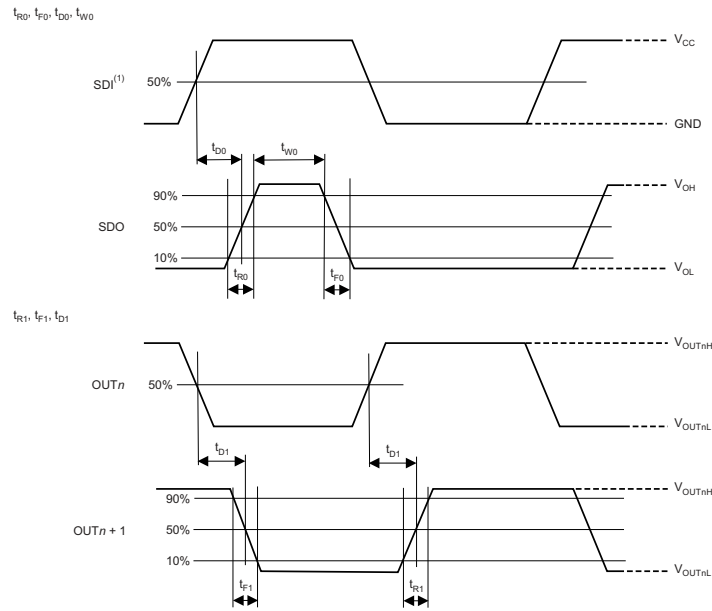 tR0, tF0, tD0, tW0
VCC
SDI(1) 50%
GND
tD0 tW0
VOH
90%
SDO 50%
10%
VOL
tR0 tF0
tR1, tF1, tD1
VOUTnH
OUTn 50%
VOUTnL
tD1 tD1
VOUTnH
90%
OUTn + 1 50%
10%
VOUTnL
tF1 tR1